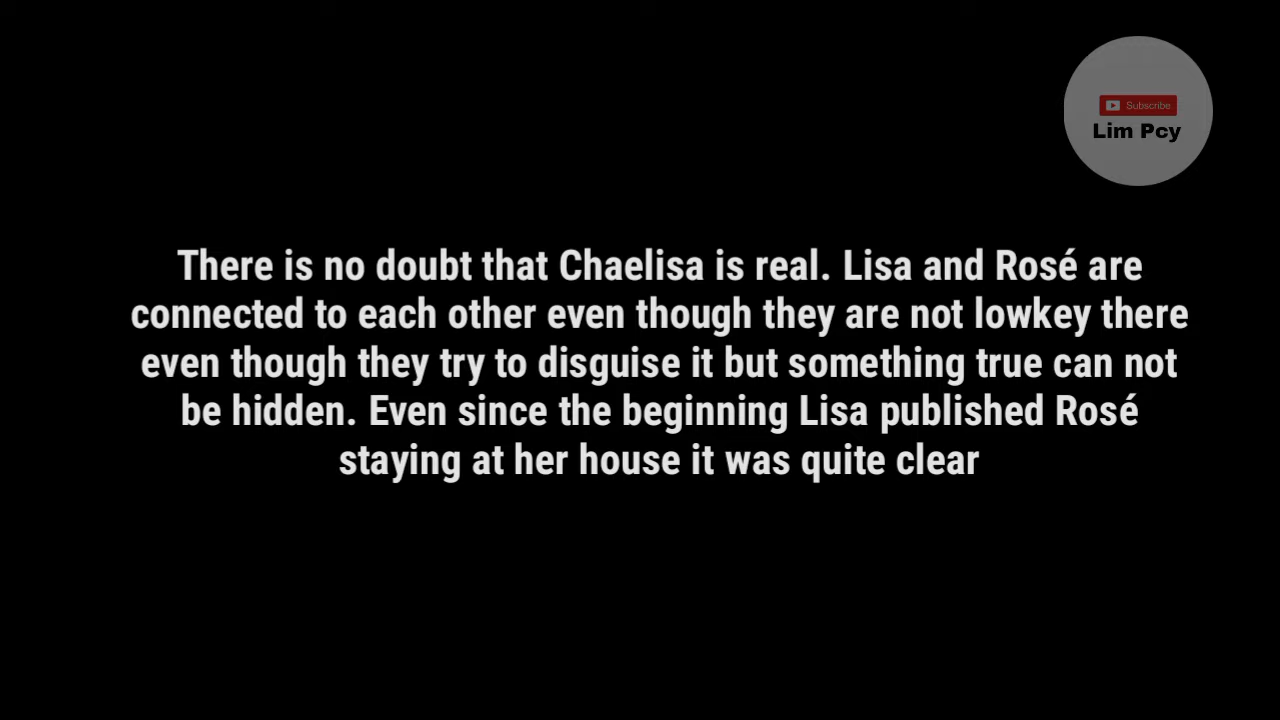 Subscribe
Lim Pcy
There is no doubt that Chaelisa is real. Lisa and Rosé are
connected to each other even though they are not lowkey there
even though they try to disguise it but something true can not
be hidden. Even since the beginning Lisa published Rosé
staying at her house it was quite clear